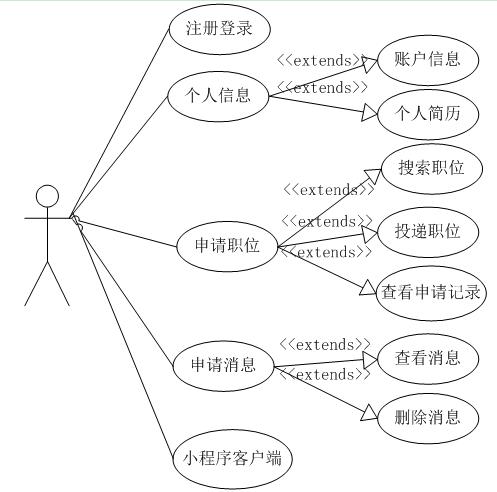 注册登录
<<extends>>
账户信息
个人信息
<<extends>>
个人简历
搜索职位
<<extends>>
<<extends>>
投递职位
申请职位
<<extends>>
查看申请记录
<<extends>>
查看消息
申请消息
<<extends>>
删除消息
小程序客户端